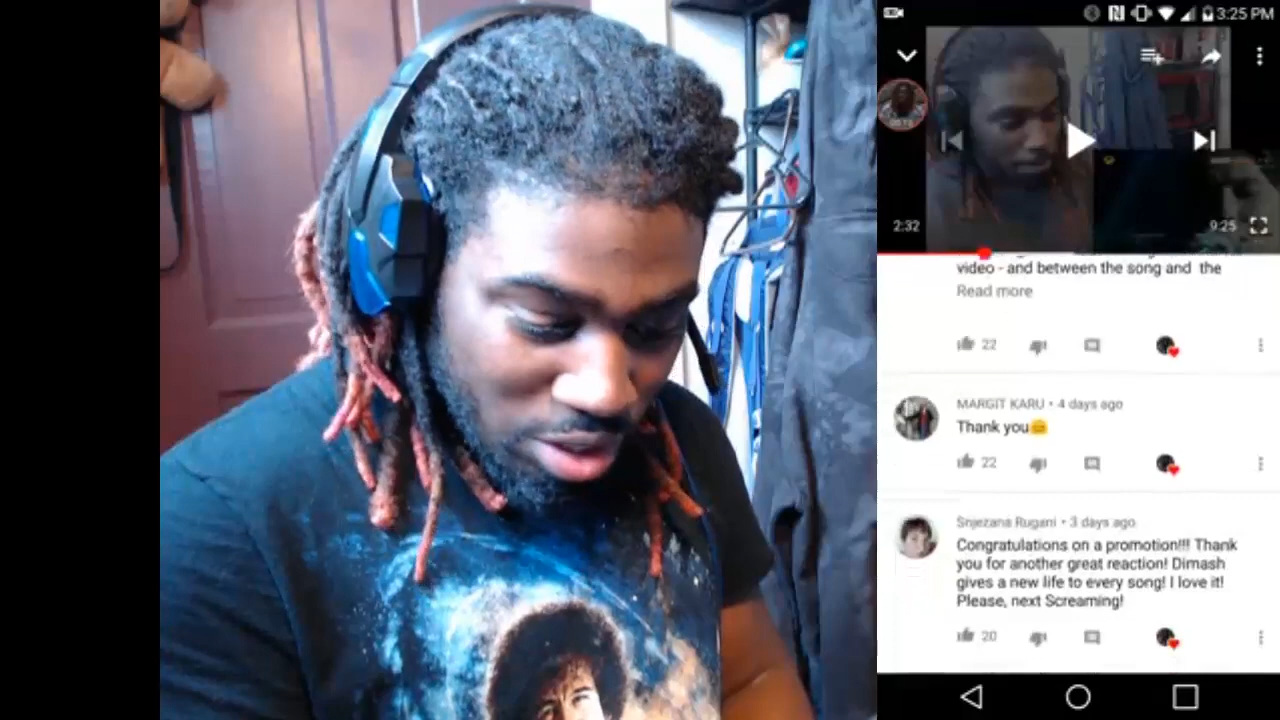 3:25 PM
2:32
9:25
video - and between the song and the
Read more
22
MARGIT KARU • 4 days ago
Thank you😊
22
Snjezana Rugani • 3 days ago
Congratulations on a promotion!!! Thank
you for another great reaction! Dimash
gives a new life to every song! I love it!
Please, next Screaming!
20